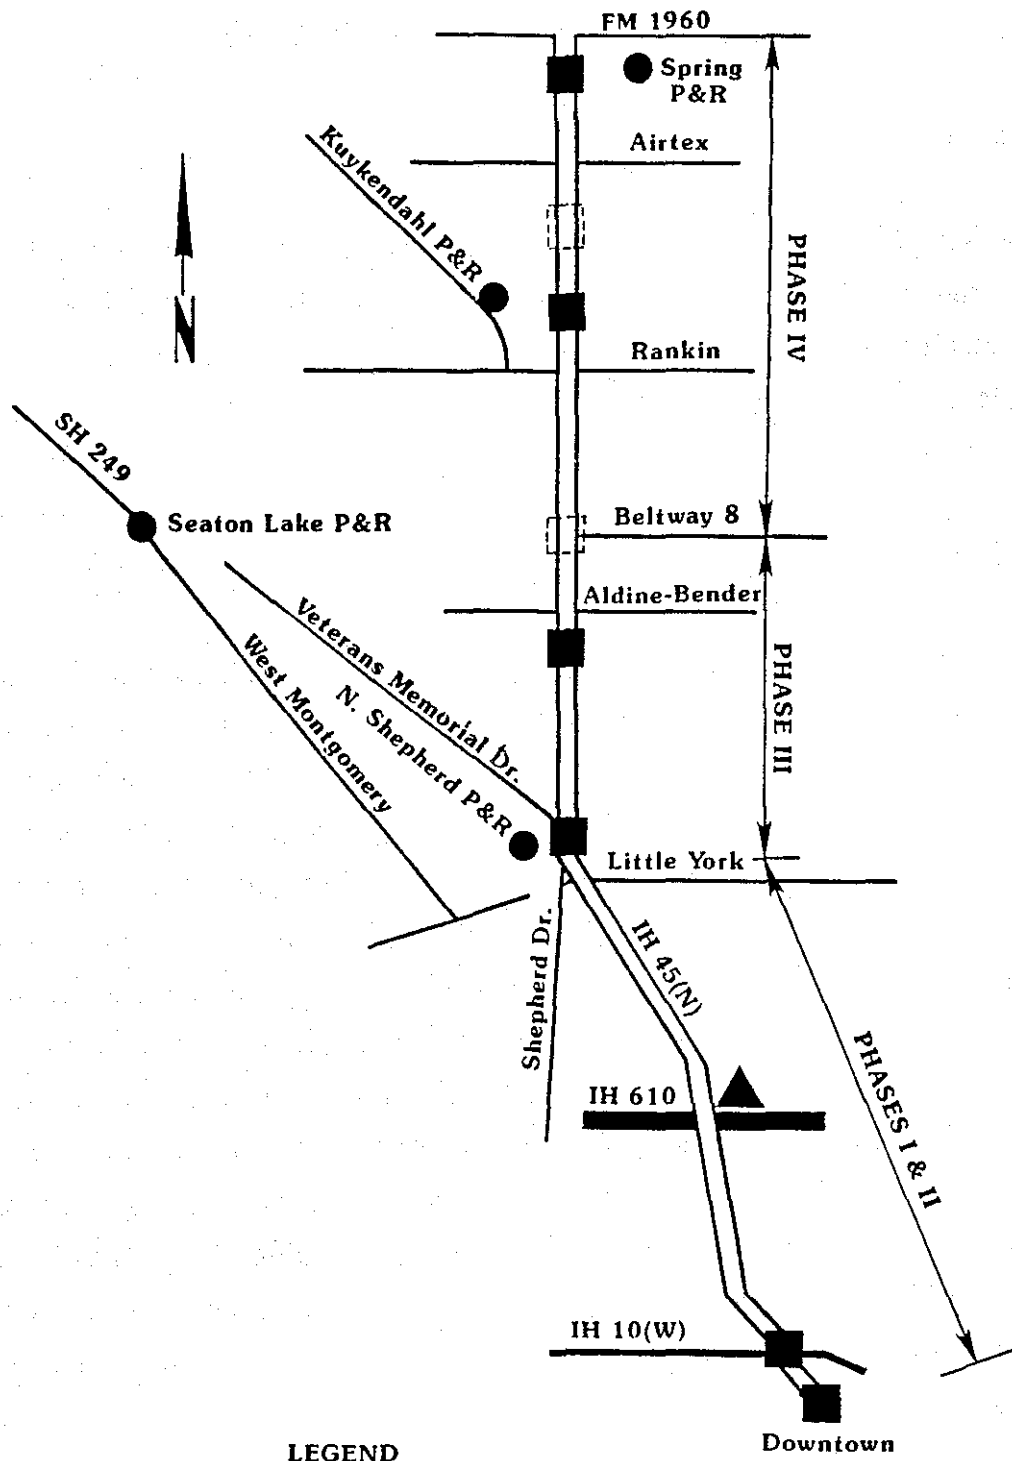 FM 1960
Spring
P&R
Airtex
Kuykendahl P&R
N
PHASE IV
Rankin
SH 249
Seaton Lake P&R
Beltway 8
Aldine-Bender
Veterans Memorial Dr.
West Montgomery
N. Shepherd P&R
PHASE III
Little York
Shepherd Dr.
IH 45(N)
IH 610
PHASES I & II
IH 10(W)
Downtown
LEGEND